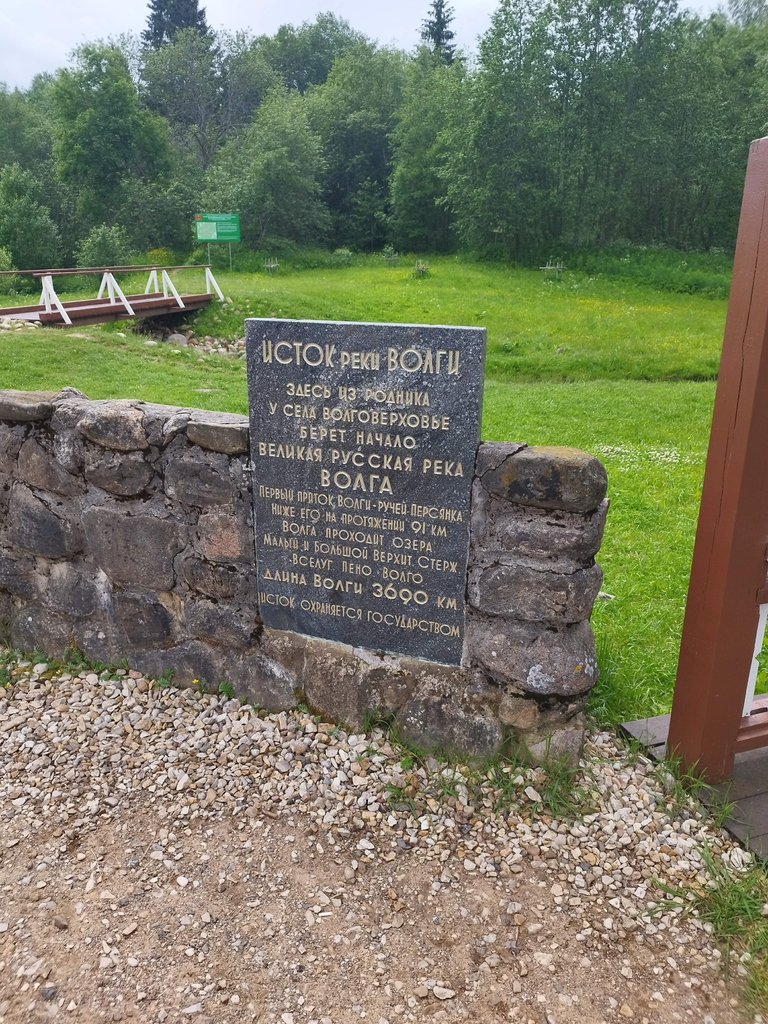 ИСТОК РЕКИ ВОЛГИ
ЗДЕСЬ ИЗ РОДНИКА
У СЕЛА ВОЛГОВЕРХОВЬЕ
БЕРЕТ НАЧАЛО
ВЕЛИКАЯ РУССКАЯ РЕКА
ВОЛГА
ПЕРВЫЙ ПРИТОК ВОЛГИ - РУЧЕЙ ПЕРСЯНКА
НИЖЕ ЕГО НА ПРОТЯЖЕНИИ 91 КМ
ВОЛГА ПРОХОДИТ ОЗЕРА:
МАЛЫЙ И БОЛЬШОЙ ВЕРХИТ, СТЕРЖ,
ВСЕЛУГ ПЕНО ВОЛГО
ДЛИНА ВОЛГИ 3690 КМ
ИСТОК ОХРАНЯЕТСЯ ГОСУДАРСТВОМ